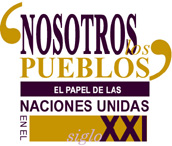 ‘NOSOTROS los
PUEBLOS’
EL PAPEL DE LAS
NACIONES UNIDAS
EN EL siglo XXI